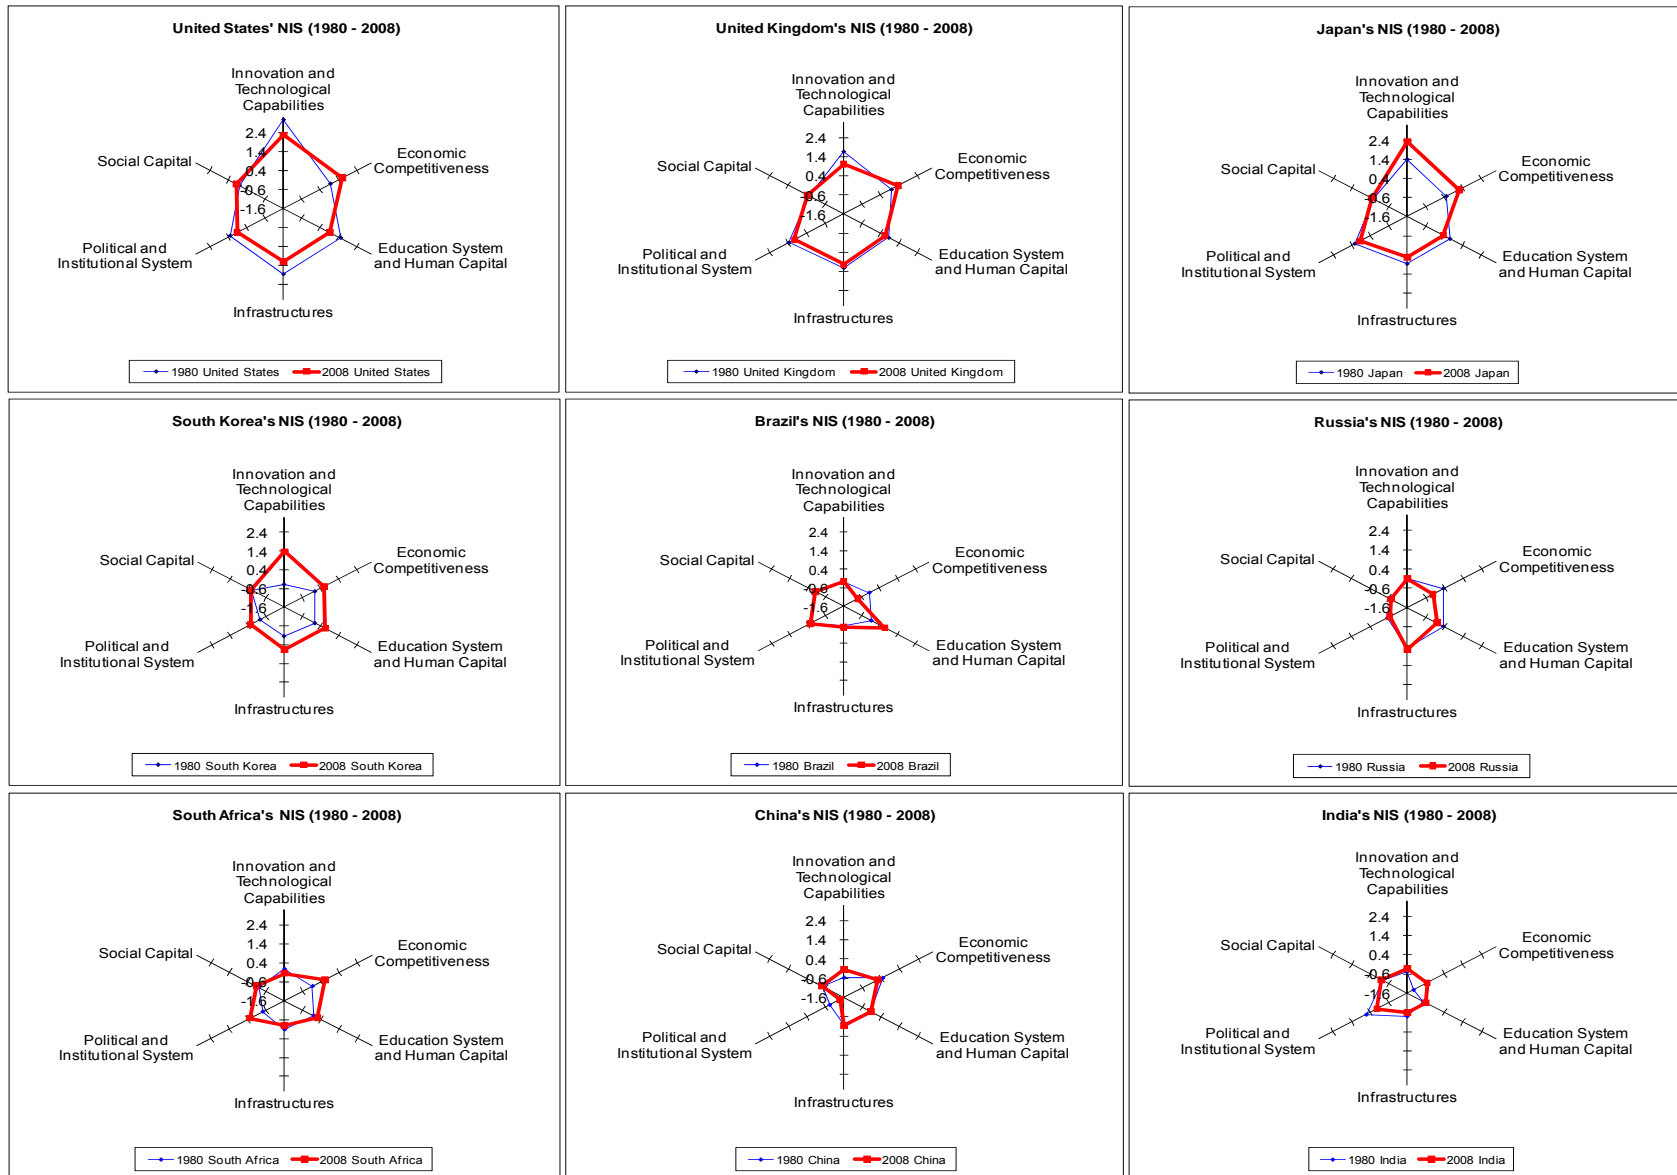 United States' NIS (1980 - 2008)
Innovation and
Technological
Capabilities
2.4
1.4
0.4
-0.6
-1.6
Social Capital
Economic
Competitiveness
Political and
Institutional System
Education System
and Human Capital
Infrastructures
1980 United States
2008 United States
United Kingdom's NIS (1980 - 2008)
Innovation and
Technological
Capabilities
2.4
1.4
0.4
-0.6
-1.6
Social Capital
Economic
Competitiveness
Political and
Institutional System
Education System
and Human Capital
Infrastructures
1980 United Kingdom
2008 United Kingdom
Japan's NIS (1980 - 2008)
Innovation and
Technological
Capabilities
2.4
1.4
0.4
-0.6
-1.6
Social Capital
Economic
Competitiveness
Political and
Institutional System
Education System
and Human Capital
Infrastructures
1980 Japan
2008 Japan
South Korea's NIS (1980 - 2008)
Innovation and
Technological
Capabilities
2.4
1.4
0.4
-0.6
-1.6
Social Capital
Economic
Competitiveness
Political and
Institutional System
Education System
and Human Capital
Infrastructures
1980 South Korea
2008 South Korea
Brazil's NIS (1980 - 2008)
Innovation and
Technological
Capabilities
2.4
1.4
0.4
-0.6
-1.6
Social Capital
Economic
Competitiveness
Political and
Institutional System
Education System
and Human Capital
Infrastructures
1980 Brazil
2008 Brazil
Russia's NIS (1980 - 2008)
Innovation and
Technological
Capabilities
2.4
1.4
0.4
-0.6
-1.6
Social Capital
Economic
Competitiveness
Political and
Institutional System
Education System
and Human Capital
Infrastructures
1980 Russia
2008 Russia
South Africa's NIS (1980 - 2008)
Innovation and
Technological
Capabilities
2.4
1.4
0.4
-0.6
-1.6
Social Capital
Economic
Competitiveness
Political and
Institutional System
Education System
and Human Capital
Infrastructures
1980 South Africa
2008 South Africa
China's NIS (1980 - 2008)
Innovation and
Technological
Capabilities
2.4
1.4
0.4
-0.6
-1.6
Social Capital
Economic
Competitiveness
Political and
Institutional System
Education System
and Human Capital
Infrastructures
1980 China
2008 China
India's NIS (1980 - 2008)
Innovation and
Technological
Capabilities
2.4
1.4
0.4
-0.6
-1.6
Social Capital
Economic
Competitiveness
Political and
Institutional System
Education System
and Human Capital
Infrastructures
1980 India
2008 India